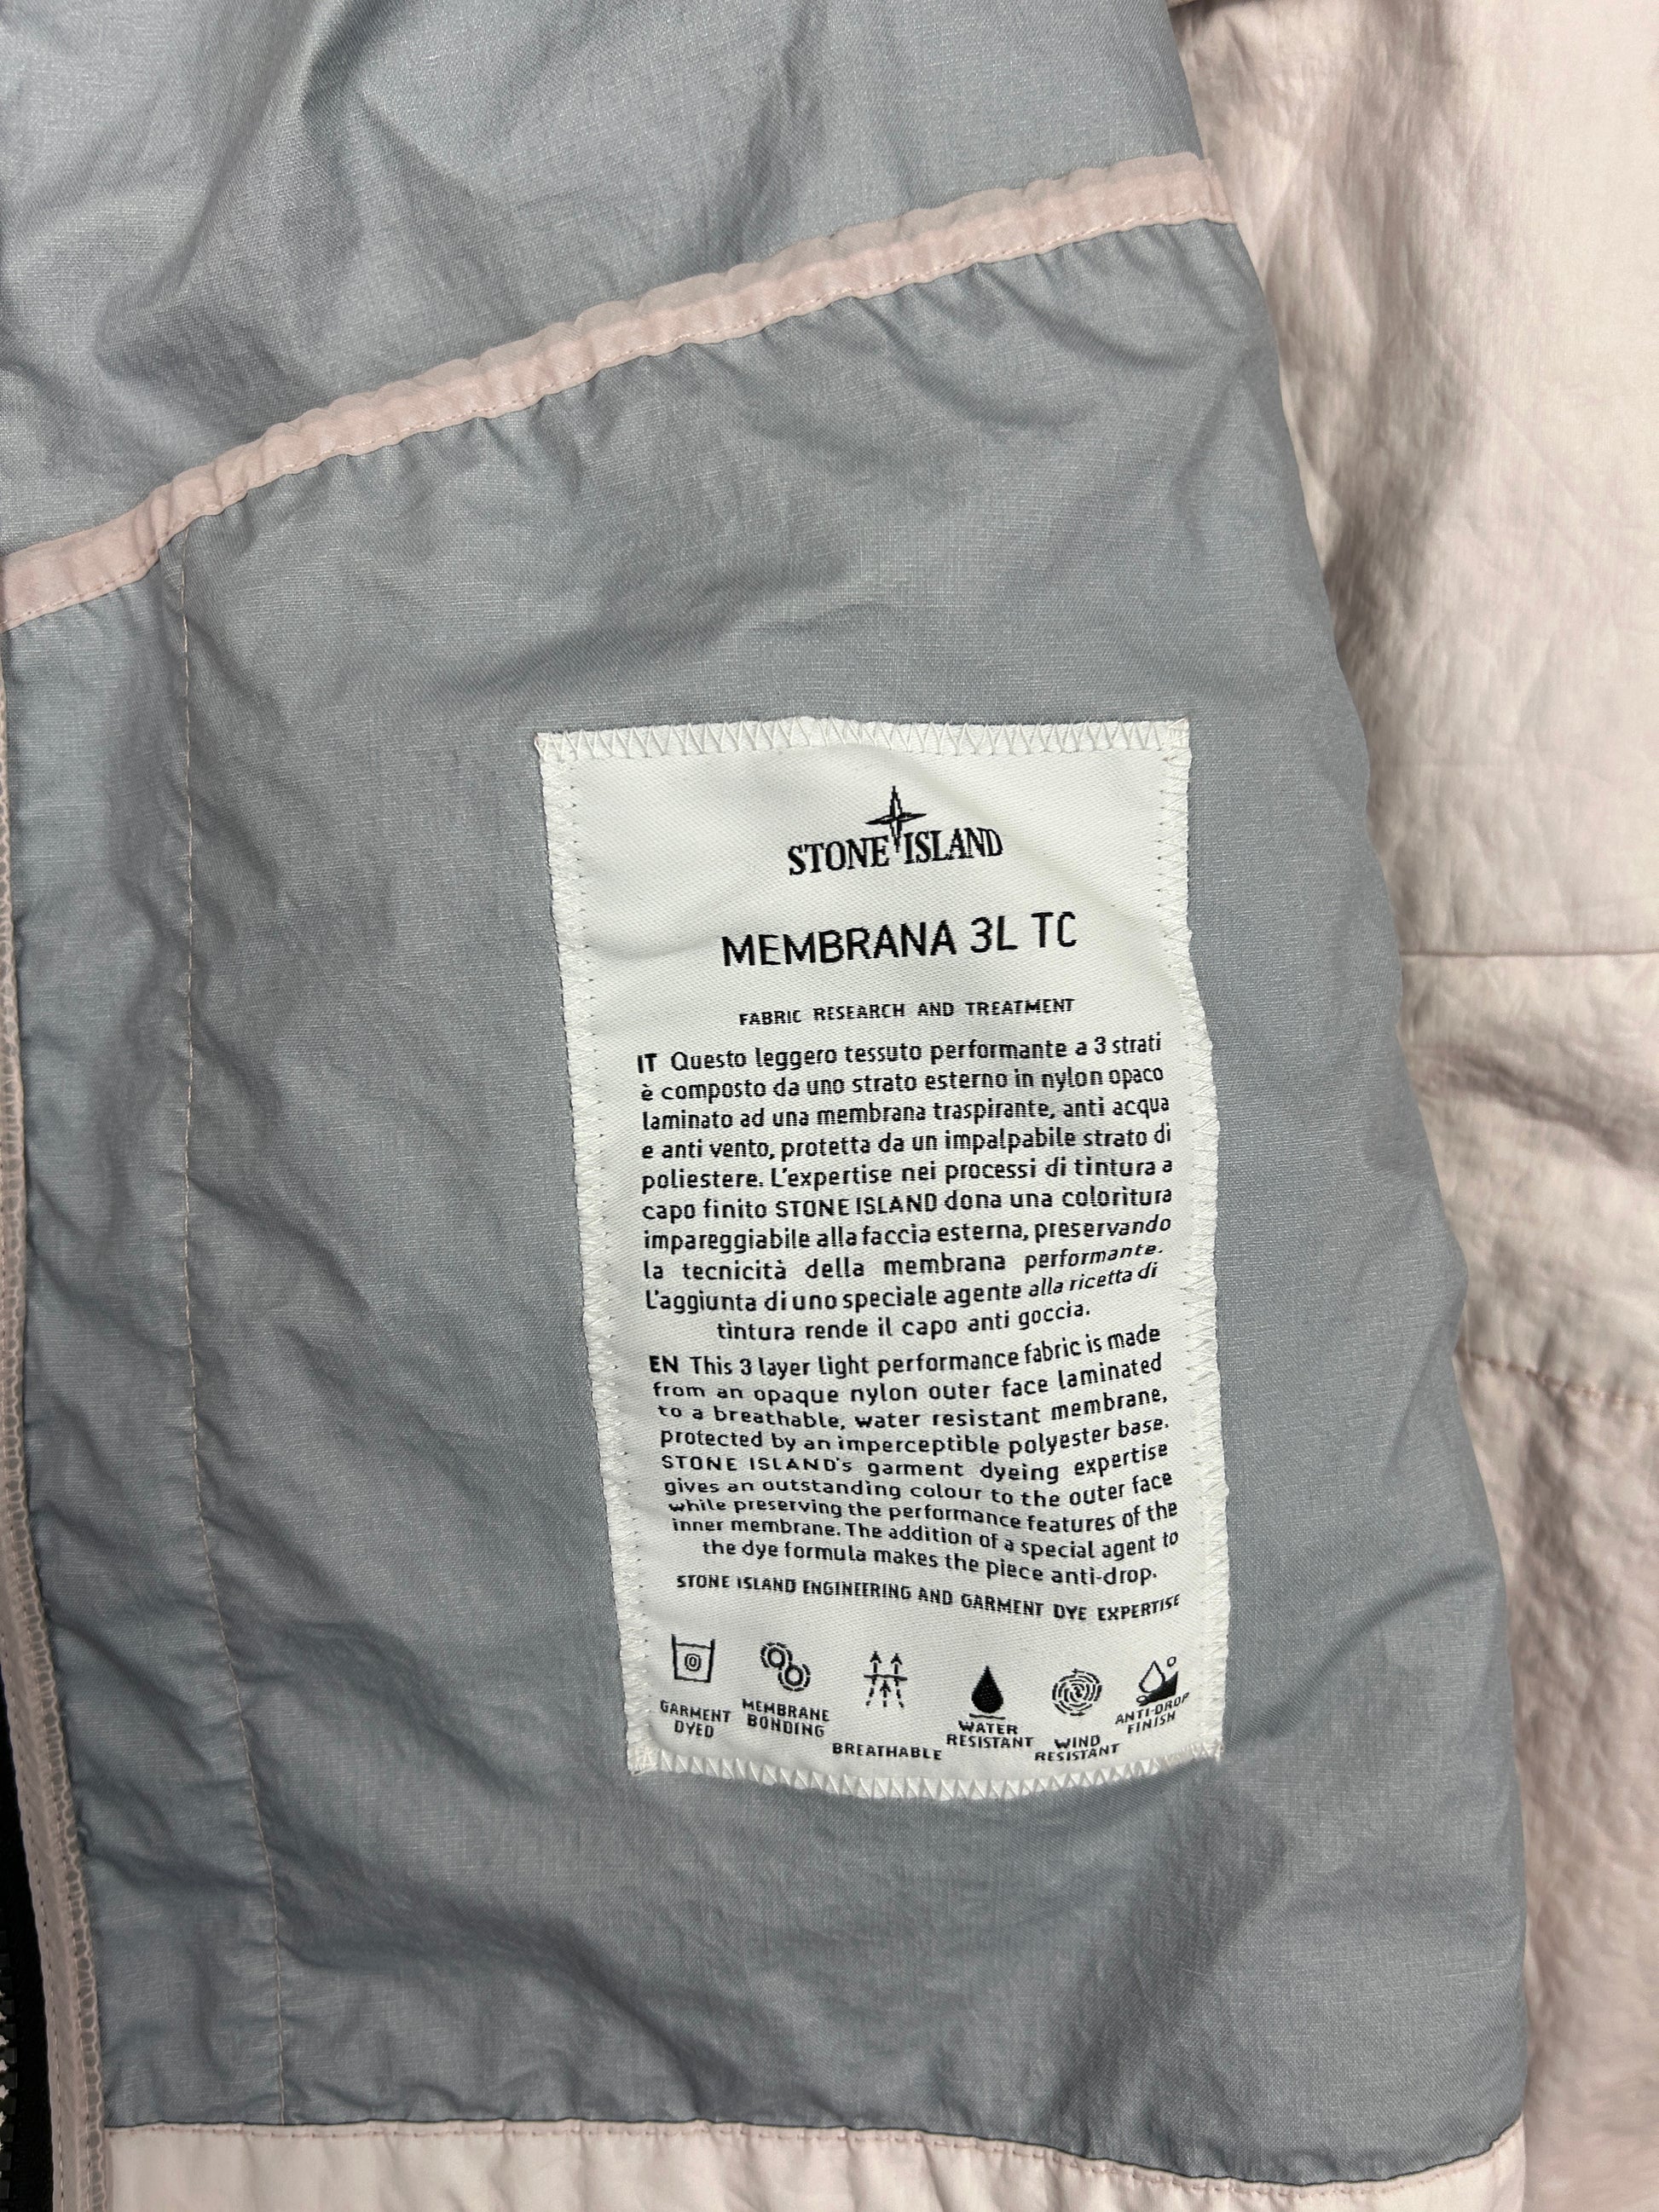 STONE ISLAND
MEMBRANA 3L TC
FABRIC RESEARCH AND TREATMENT
IT Questo leggero tessuto performante a 3 strati
è composto da uno strato esterno in nylon opaco
laminato ad una membrana traspirante, anti acqua
e anti vento, protetta da un impalpabile strato di
poliestere. L'expertise nei processi di tintura a
capo finito STONE ISLAND dona una coloritura
impareggiabile alla faccia esterna, preservando
la tecnicità della membrana performante.
L'aggiunta di uno speciale agente alla ricetta di
tintura rende il capo anti goccia.
EN This 3 layer light performance fabric is made
from an opaque nylon outer face laminated
to a breathable, water resistant membrane,
protected by an imperceptible polyester base.
STONE ISLAND's garment dyeing expertise
gives an outstanding colour to the outer face
while preserving the performance features of the
inner membrane. The addition of a special agent to
the dye formula makes the piece anti-drop.
STONE ISLAND ENGINEERING AND GARMENT DYE EXPERTISE
GARMENT
DYED
MEMBRANE
BONDING
BREATHABLE
WATER
RESISTANT
WIND
RESISTANT
ANTI-DROP
FINISH